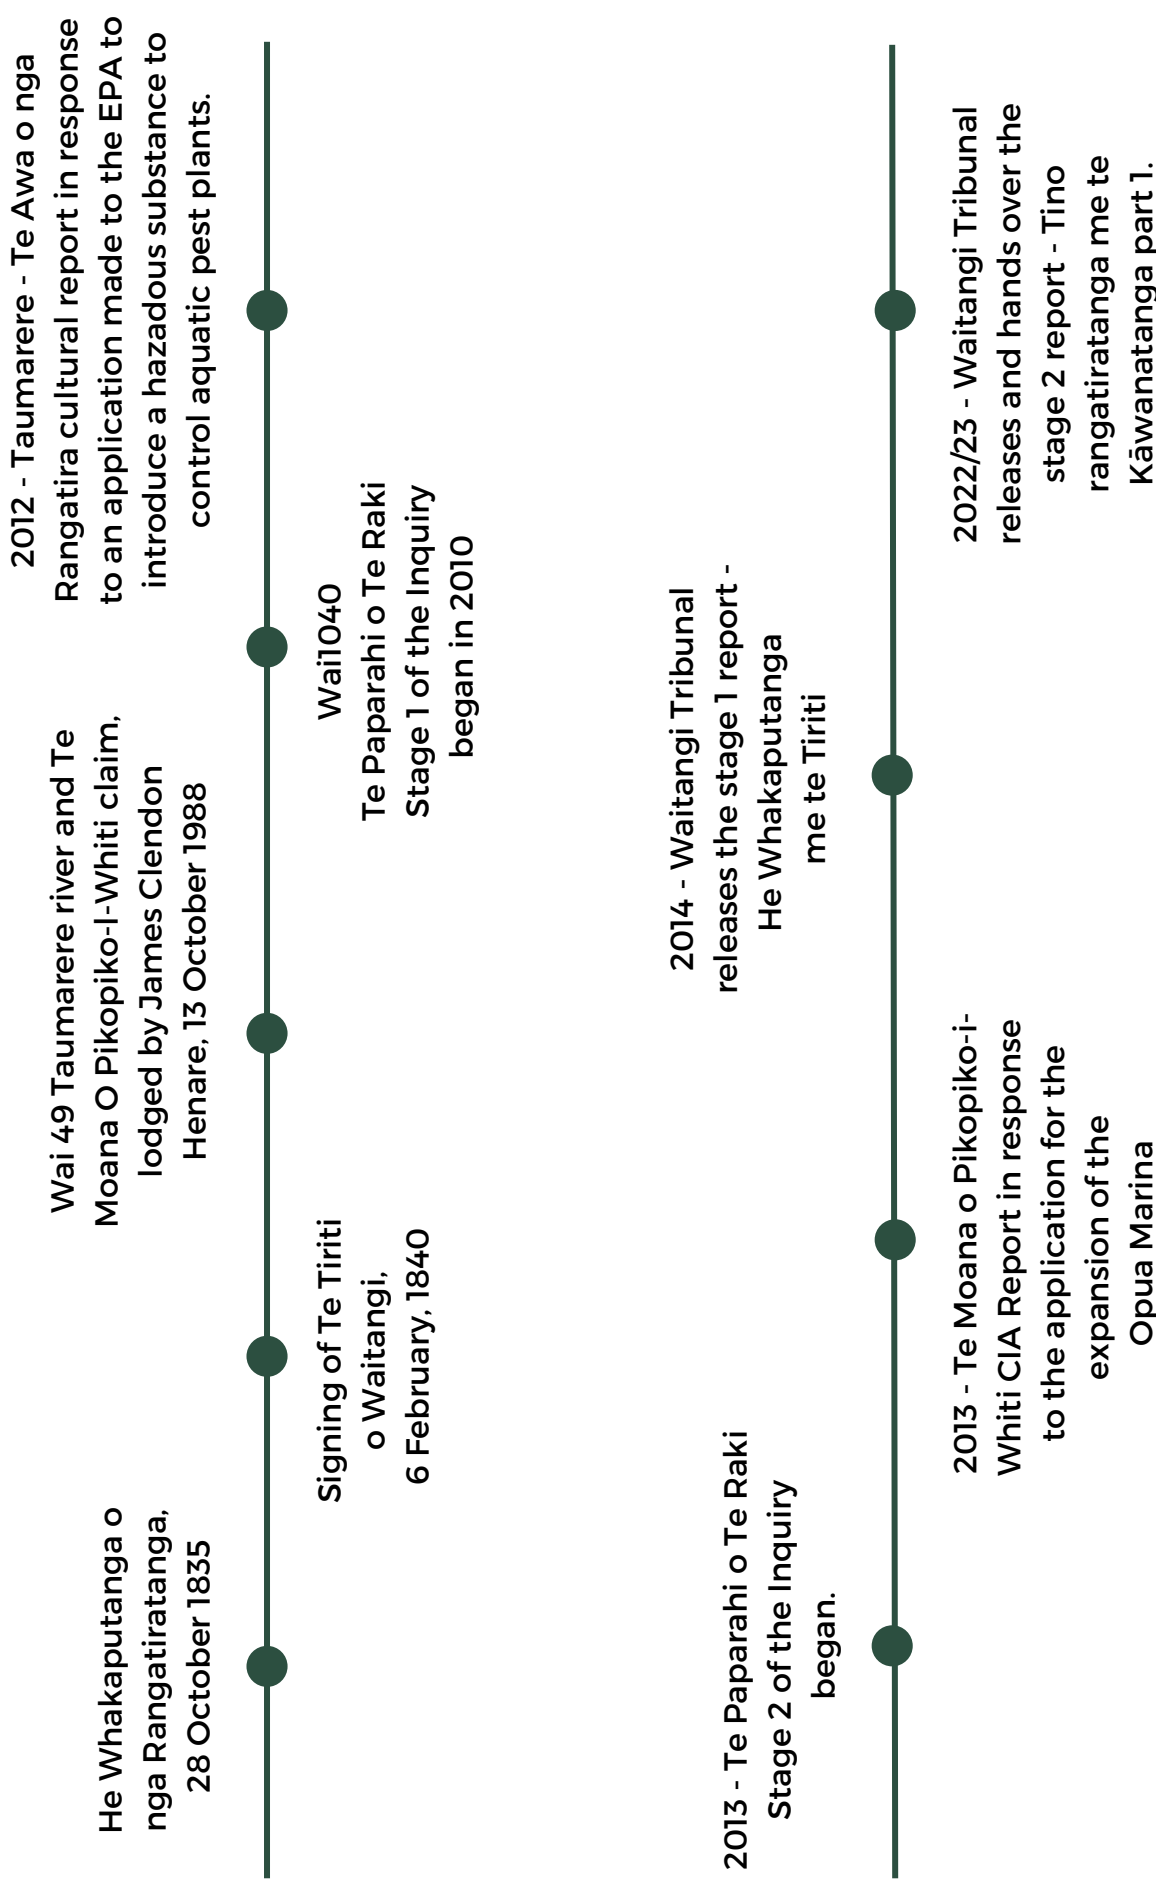 He Whakaputanga o
nga Rangatiratanga,
28 October 1835
Signing of Te Tiriti
o Waitangi,
6 February, 1840
Wai 49 Taumarere river and Te
Moana O Pikopiko-I-Whiti claim,
lodged by James Clendon
Henare, 13 October 1988
Wai1040
Te Paparahi o Te Raki
Stage 1 of the Inquiry
began in 2010
2012 - Taumarere - Te Awa o nga
Rangatira cultural report in response
to an application made to the EPA to
introduce a hazadous substance to
control aquatic pest plants.
2013 - Te Paparahi o Te Raki
Stage 2 of the Inquiry
began.
2013 - Te Moana o Pikopiko-i-
Whiti CIA Report in response
to the application for the
expansion of the
Opua Marina
2014 - Waitangi Tribunal
releases the stage 1 report -
He Whakaputanga
me te Tiriti
2022/23 - Waitangi Tribunal
releases and hands over the
stage 2 report - Tino
rangatiratanga me te
Kāwanatanga part 1.